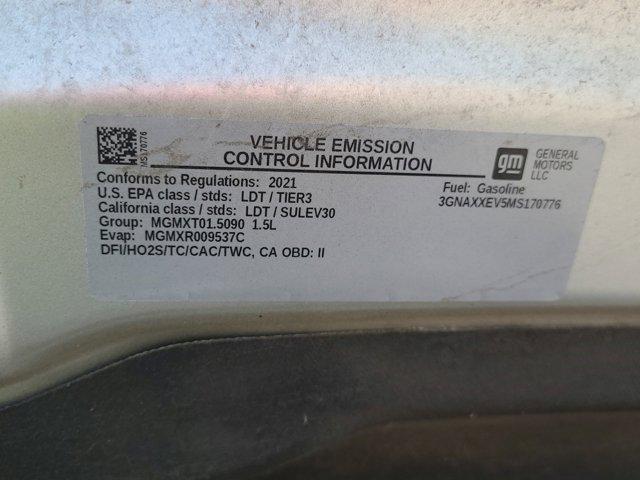 MS170776
VEHICLE EMISSION
CONTROL INFORMATION
gm
GENERAL
MOTORS
LLC
Conforms to Regulations: 2021
U.S. EPA class / stds: LDT / TIER3
California class / stds: LDT / SULEV30
Group: MGMXT01.5090 1.5L
Evap: MGMXR009537C
DFI/HO2S/TC/CAC/TWC, CA OBD: II
Fuel: Gasoline
3GNAXXEV5MS170776